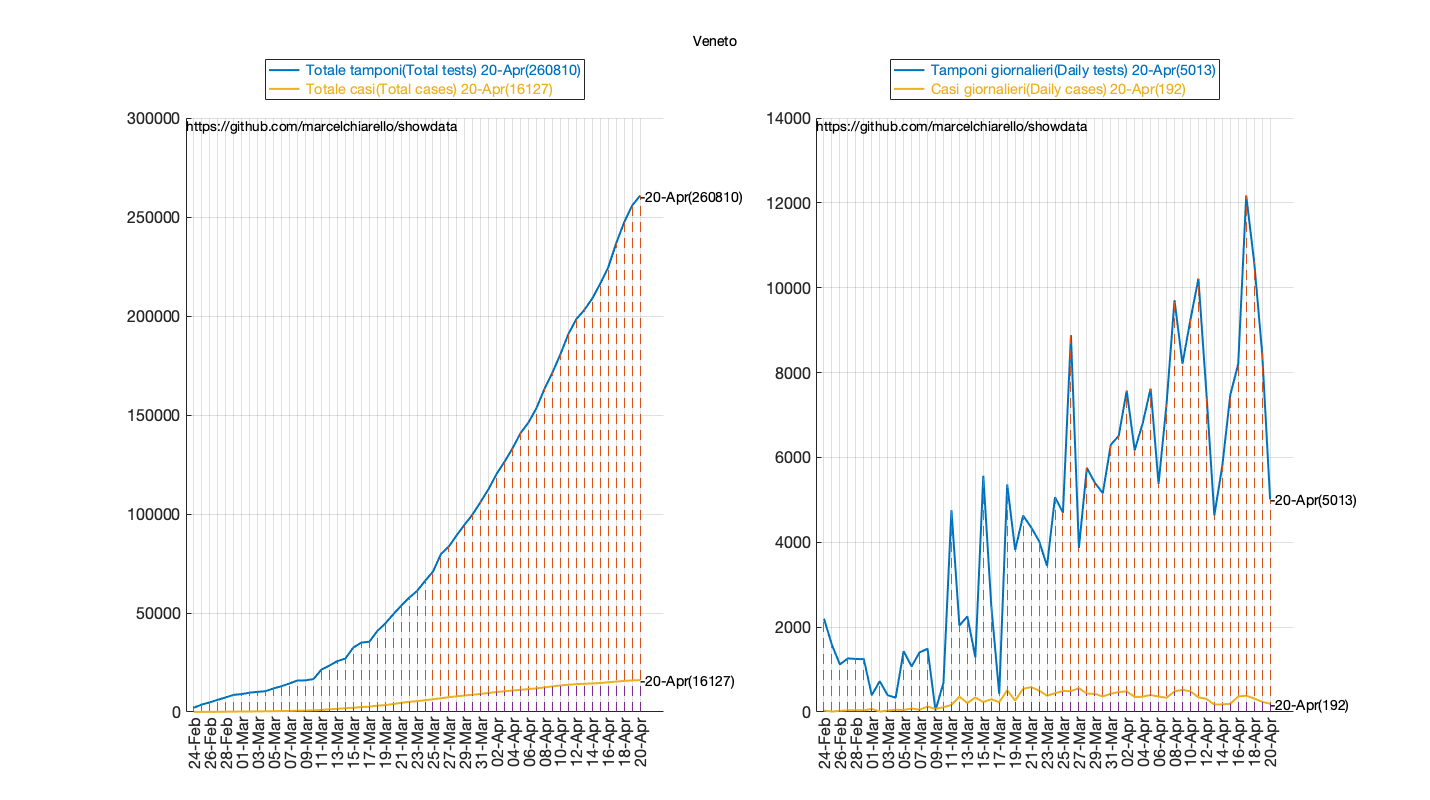 Veneto
Totale tamponi(Total tests) 20-Apr(260810)
Totale casi(Total cases) 20-Apr(16127)
300000
https://github.com/marcelchiarello/showdata
250000
200000
150000
100000
50000
0
-20-Apr(260810)
-20-Apr(16127)
24-Feb
26-Feb
28-Feb
01-Mar
03-Mar
05-Mar
07-Mar
09-Mar
11-Mar
13-Mar
15-Mar
17-Mar
19-Mar
21-Mar
23-Mar
25-Mar
27-Mar
29-Mar
31-Mar
02-Apr
04-Apr
06-Apr
08-Apr
10-Apr
12-Apr
14-Apr
16-Apr
18-Apr
20-Apr
Tamponi giornalieri(Daily tests) 20-Apr(5013)
Casi giornalieri(Daily cases) 20-Apr(192)
14000
https://github.com/marcelchiarello/showdata
12000
10000
8000
6000
4000
2000
0
-20-Apr(5013)
-20-Apr(192)
24-Feb
26-Feb
28-Feb
01-Mar
03-Mar
05-Mar
07-Mar
09-Mar
11-Mar
13-Mar
15-Mar
17-Mar
19-Mar
21-Mar
23-Mar
25-Mar
27-Mar
29-Mar
31-Mar
02-Apr
04-Apr
06-Apr
08-Apr
10-Apr
12-Apr
14-Apr
16-Apr
18-Apr
20-Apr